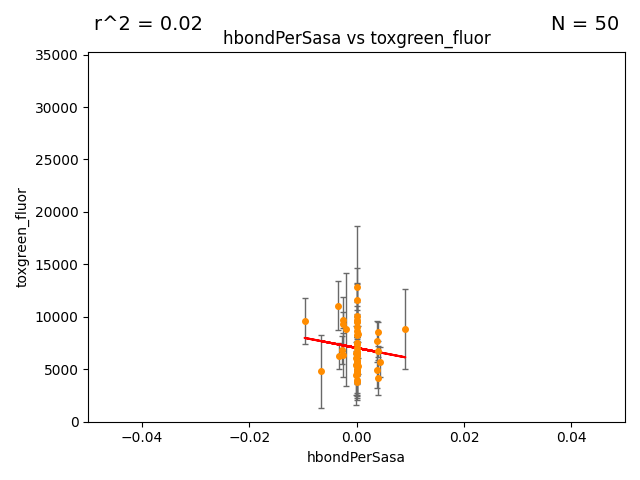 r^2 = 0.02
N = 50
hbondPerSasa vs toxgreen_fluor
35000
30000
25000
20000
15000
10000
5000
0
toxgreen_fluor
−0.04
−0.02
0.00
0.02
0.04
hbondPerSasa